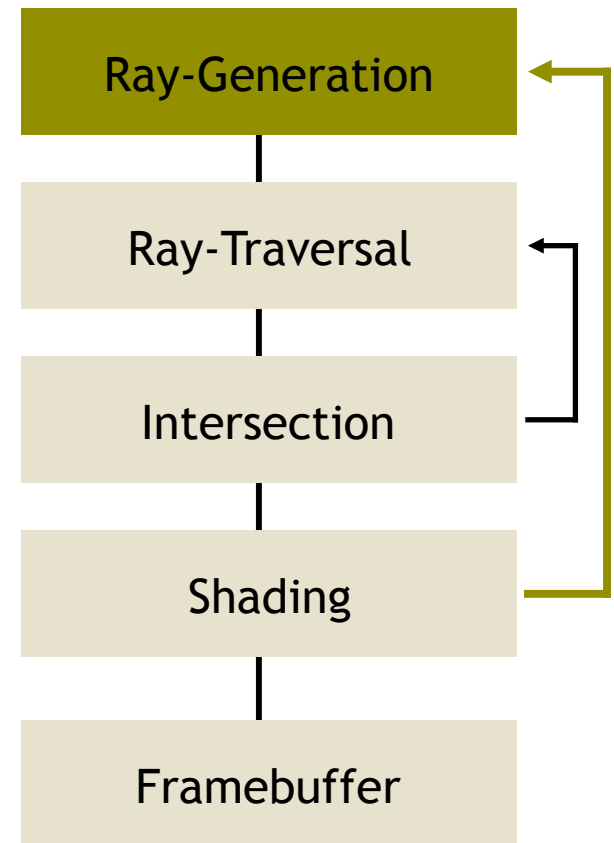 Ray-Generation
Ray-Traversal
Intersection
Shading
Framebuffer